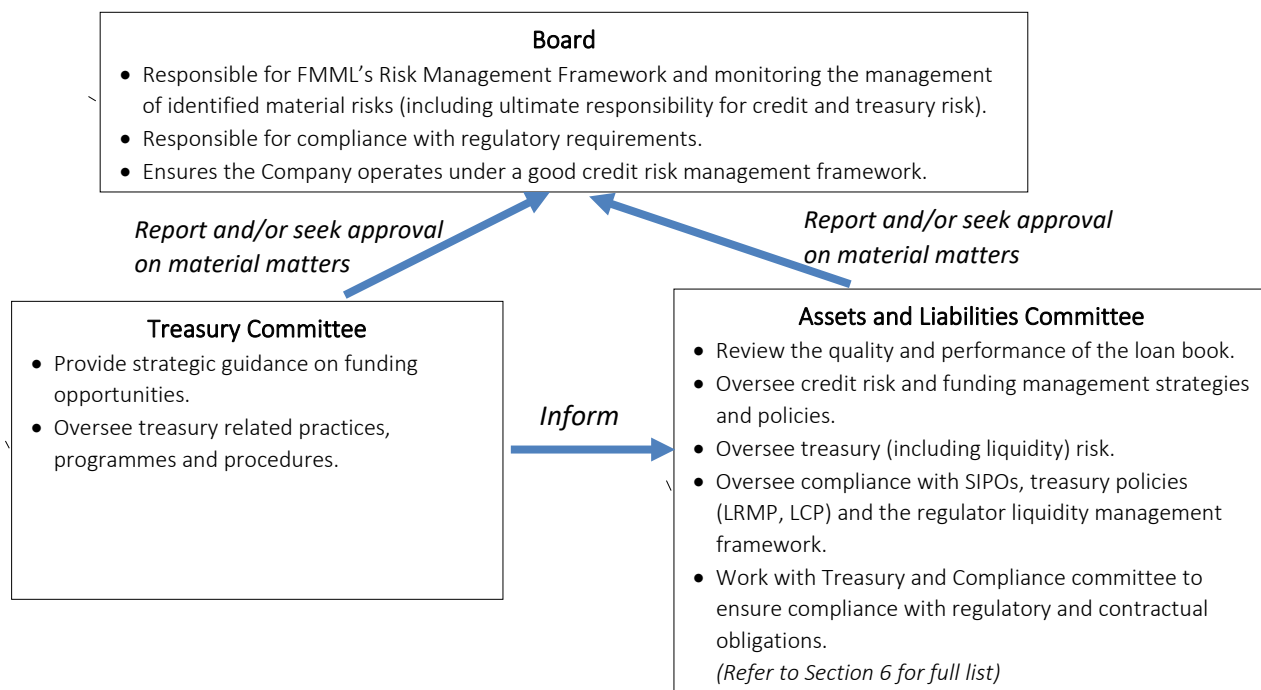 Board
• Responsible for FMML's Risk Management Framework and monitoring the management
of identified material risks (including ultimate responsibility for credit and treasury risk).
• Responsible for compliance with regulatory requirements.
• Ensures the Company operates under a good credit risk management framework.
Report and/or seek approval
on material matters
Report and/or seek approval
on material matters
Treasury Committee
• Provide strategic guidance on funding
opportunities.
• Oversee treasury related practices,
programmes and procedures.
Inform
Assets and Liabilities Committee
• Review the quality and performance of the loan book.
• Oversee credit risk and funding management strategies
and policies.
• Oversee treasury (including liquidity) risk.
• Oversee compliance with SIPOs, treasury policies
(LRMP, LCP) and the regulator liquidity management
framework.
• Work with Treasury and Compliance committee to
ensure compliance with regulatory and contractual
obligations.
(Refer to Section 6 for full list)